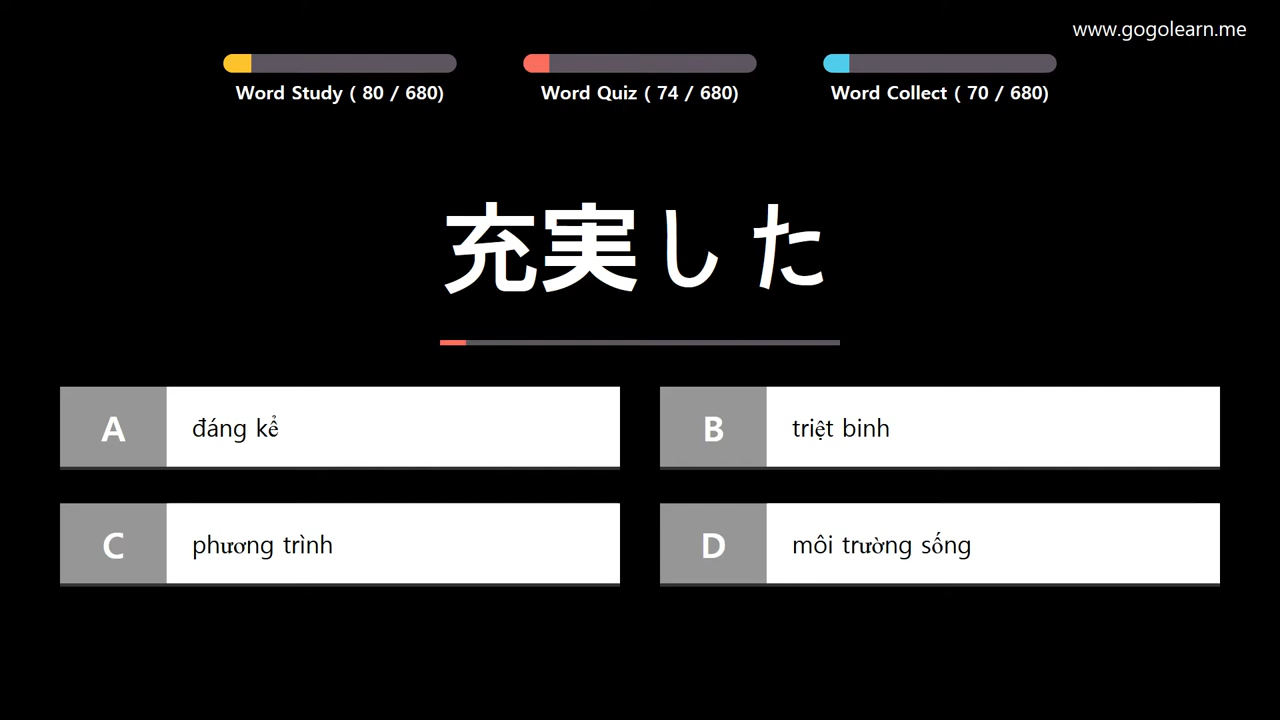 www.gogolearn.me
Word Study ( 80 / 680)
Word Quiz ( 74 / 680)
Word Collect ( 70 / 680)
充実した
A
đáng kể
B
triệt binh
C
phương trình
D
môi trường sống